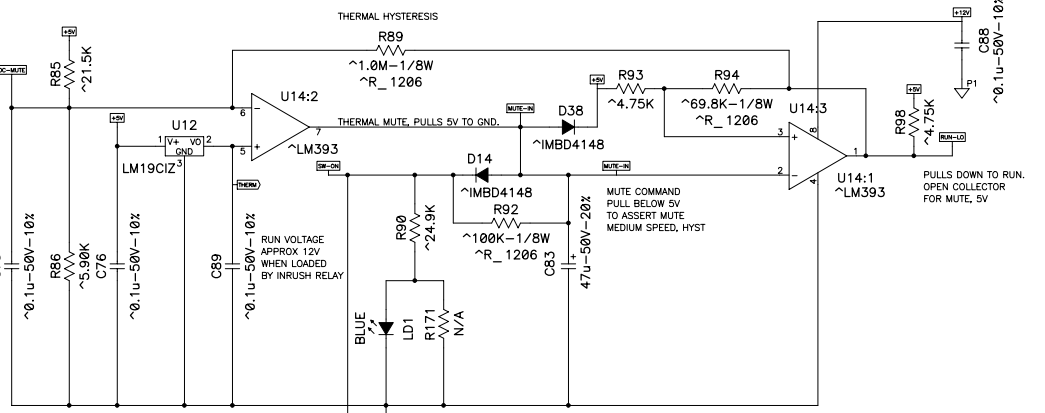 THERMAL HYSTERESIS
R89
^1.0M-1/8W
^R_1206
+5V
R85
^21.5K
DC-MUTE
+5V
U12
1
V+
VO
2
GND
3
LM19CIZ
6
-
5
+
U14:2
7
^LM393
THERMAL MUTE, PULLS 5V TO GND.
MUTE-IN
D38
^IMBD4148
+5V
R93
^4.75K
R94
^69.8K-1/8W
^R_1206
U14:3
8
3
+
2
-
1
4
U14:1
^LM393
+12V
C88
^0.1u-50V-10%
P1
+5V
R98
^4.75K
RUN-LO
PULLS DOWN TO RUN.
OPEN COLLECTOR
FOR MUTE, 5V
SW-ON
D14
^IMBD4148
MUTE-IN
MUTE COMMAND
PULL BELOW 5V
TO ASSERT MUTE
MEDIUM SPEED, HYST
R92
^100K-1/8W
^R_1206
R90
^24.9K
C83
+
47u-50V-20%
THERM
RUN VOLTAGE
APPROX 12V
WHEN LOADED
BY INRUSH RELAY
^0.1u-50V-10%
R86
^5.90K
C76
^0.1u-50V-10%
C89
^0.1u-50V-10%
BLUE
LD1
R171
N/A